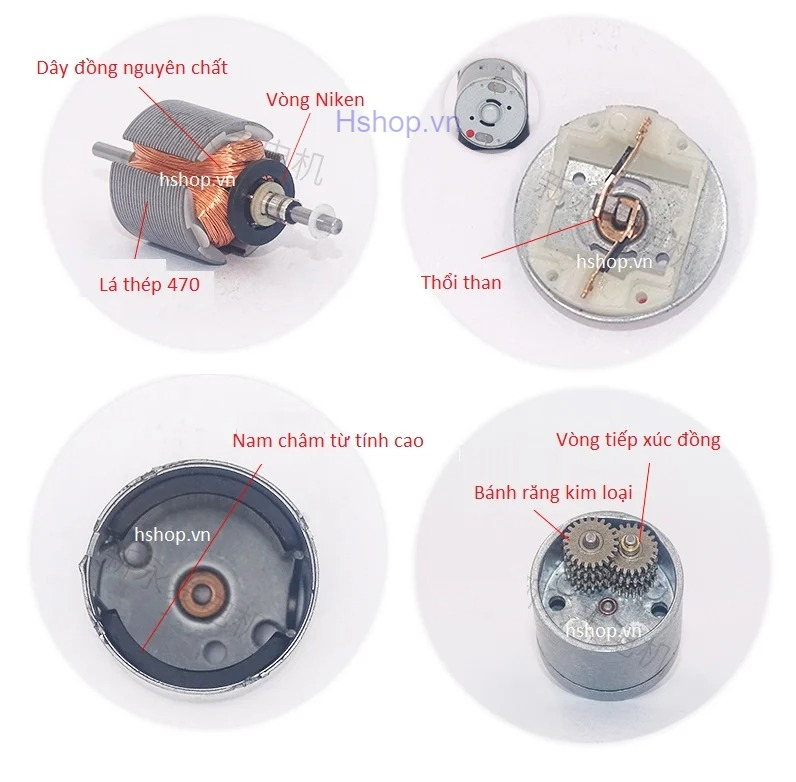 Dây đồng nguyên chất
Vòng Niken
Hshop.vn
hshop.vn
Lá thép 470
hshop.vn
Thổi than
Nam châm từ tính cao
hshop.vn
Vòng tiếp xúc đồng
Bánh răng kim loại
hshop.vn